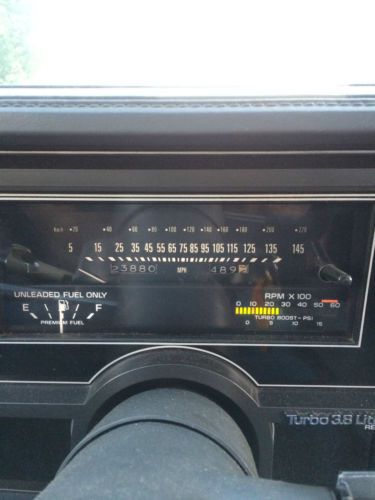 km/h 20 40 60 80 100 120 140 160 180 200 220
5 15 25 35 45 55 65 75 85 95 105 115 125 135 145
23880 MPH 489
UNLEADED FUEL ONLY
RPM X 100
E F
0 10 20 30 40 50 60
PREMIUM FUEL
TURBO BOOST-PSI
0 5 10 15
Turbo 3.8 Lit